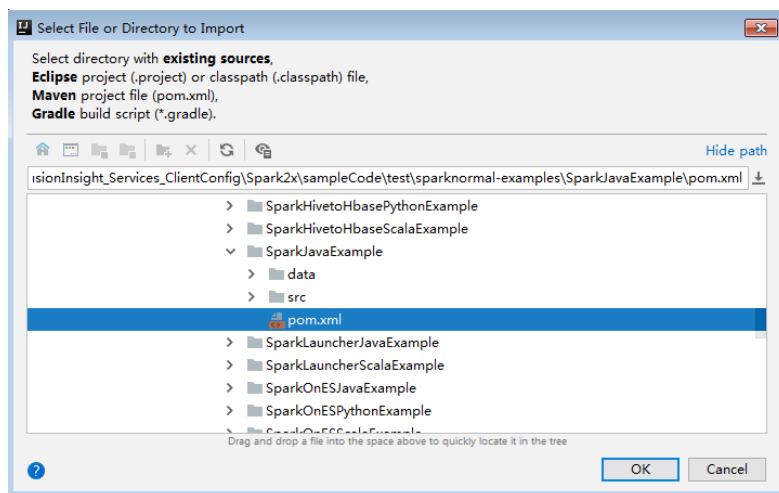 Select File or Directory to Import
Select directory with existing sources,
Eclipse project (.project) or classpath (.classpath) file,
Maven project file (pom.xml),
Gradle build script (*.gradle).
Hide path
ısionInsight_Services_ClientConfig\Spark2x\sampleCode\test\sparknormal-examples\SparkJavaExample\pom.xml
SparkHivetoHbasePythonExample
SparkHivetoHbaseScalaExample
SparkJavaExample
data
src
pom.xml
SparkLauncherJavaExample
SparkLauncherScalaExample
SparkOnESJavaExample
SparkOnESPythonExample
SparkOnESScalaExample
Drag and drop a file into the space above to quickly locate it in the tree
? OK Cancel